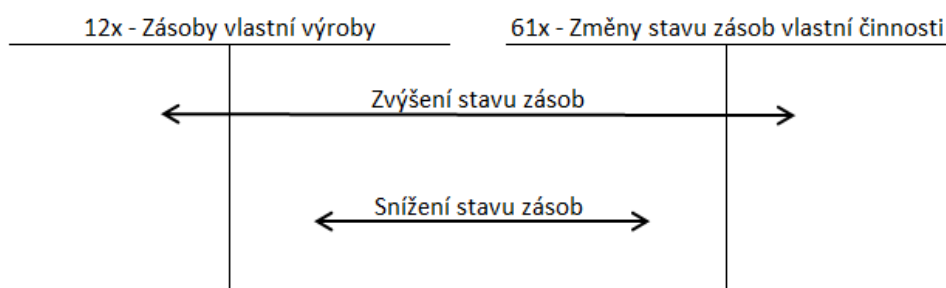 12x - Zásoby vlastní výroby
61x - Změny stavu zásob vlastní činnosti
Zvýšení stavu zásob
Snížení stavu zásob